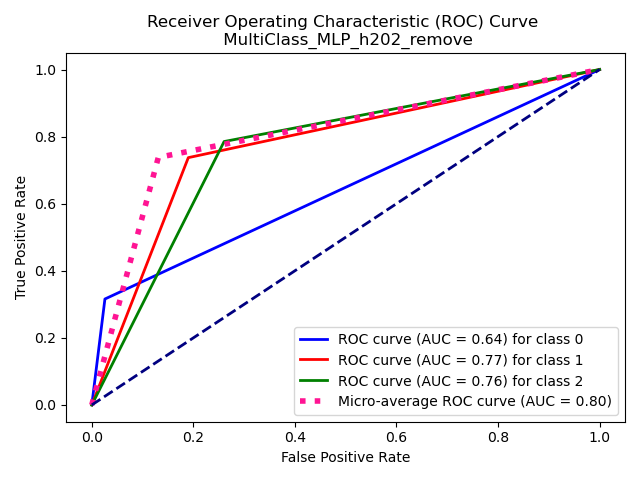 Receiver Operating Characteristic (ROC) Curve
MultiClass_MLP_h202_remove
True Positive Rate
1.0
0.8
0.6
0.4
0.2
0.0
ROC curve (AUC = 0.64) for class 0
ROC curve (AUC = 0.77) for class 1
ROC curve (AUC = 0.76) for class 2
Micro-average ROC curve (AUC = 0.80)
0.0 0.2 0.4 0.6 0.8 1.0
False Positive Rate